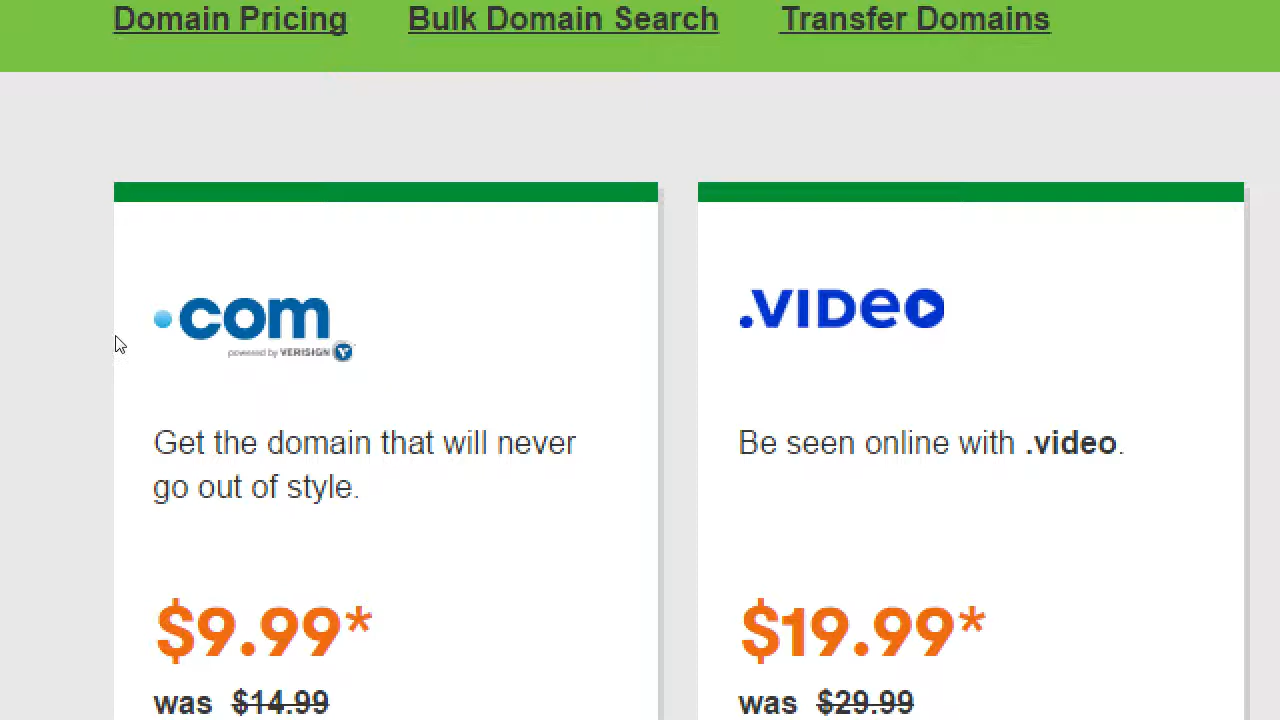 Domain Pricing Bulk Domain Search Transfer Domains
.com
powered by VERISIGN
Get the domain that will never
go out of style.
$9.99*
was $14.99
.VIDeO
Be seen online with .video.
$19.99*
was $29.99